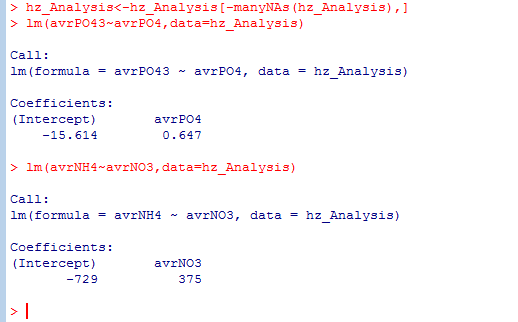 > hz_Analysis<-hz_Analysis[-manyNAs(hz_Analysis),]
> lm(avrPO43~avrPO4,data=hz_Analysis)
Call:
lm(formula = avrPO43 ~ avrPO4, data = hz_Analysis)
Coefficients:
(Intercept) avrPO4
-15.614 0.647
> lm(avrNH4~avrNO3,data=hz_Analysis)
Call:
lm(formula = avrNH4 ~ avrNO3, data = hz_Analysis)
Coefficients:
(Intercept) avrNO3
-729 375
>